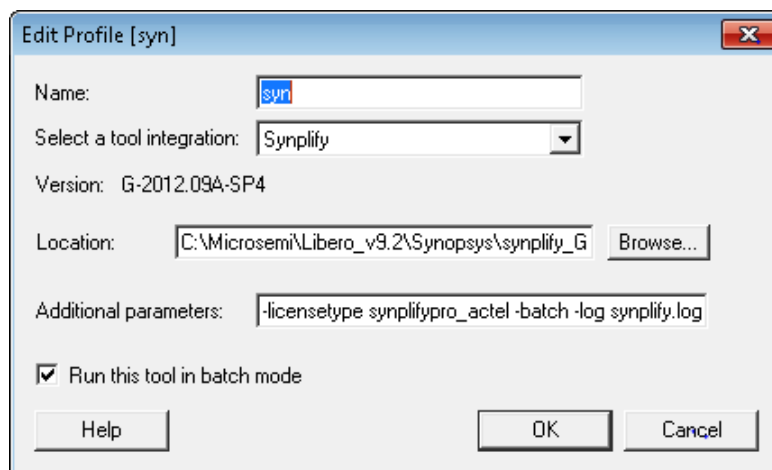 Edit Profile [syn]
Name: syn
Select a tool integration: Synplify
Version: G-2012.09A-SP4
Location: C:\Microsemi\Libero_v9.2\Synopsys\synplify_G Browse...
Additional parameters: -licensetype synplifypro_actel -batch -log synplify.log
Run this tool in batch mode
Help OK Cancel